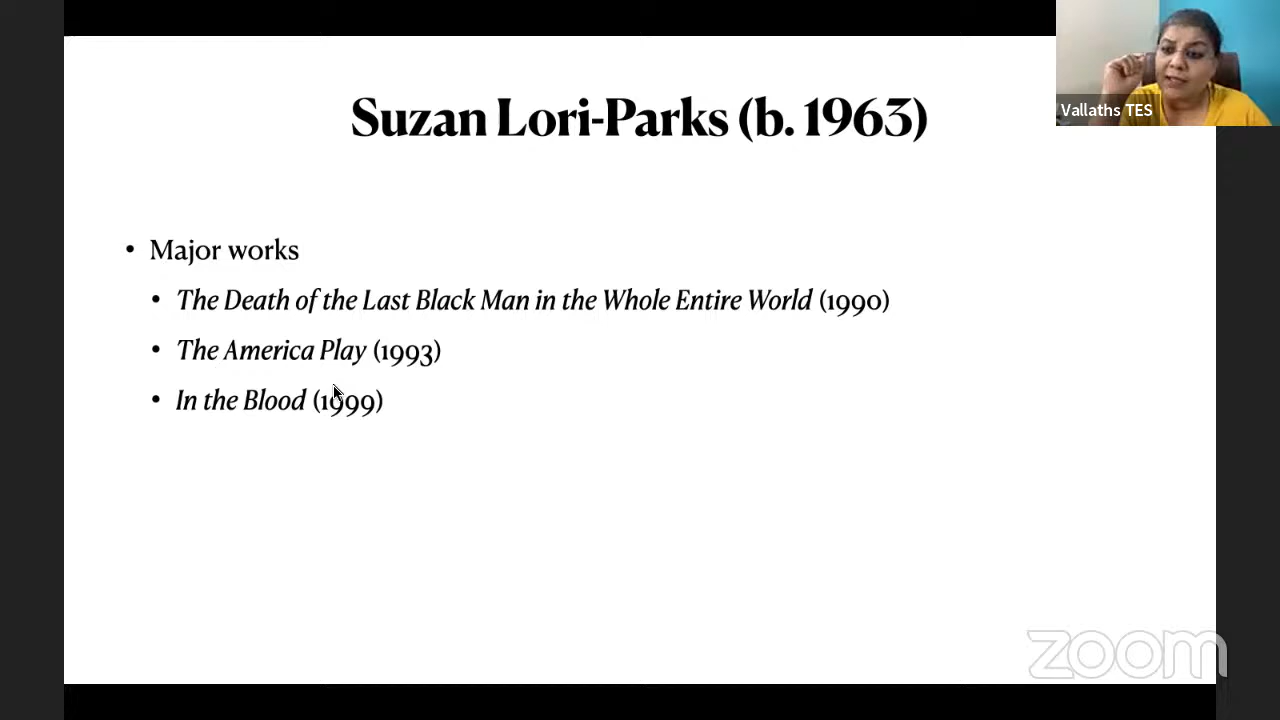 Suzan Lori-Parks (b. 1963)
Vallaths TES
• Major works
• The Death of the Last Black Man in the Whole Entire World (1990)
• The America Play (1993)
• In the Blood (1999)
zoom